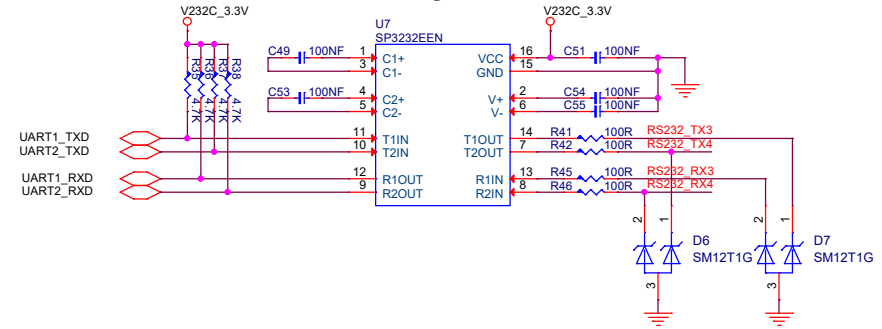 V232C_3.3V
V232C_3.3V
U7
SP3232EEN
C49 100NF 1 C1+
3 C1-
C53 100NF 4 C2+
5 C2-
16 VCC C51 100NF
15 GND
2 V+ C54 100NF
6 V- C55 100NF
R35 4.7K
R36 4.7K
R37 4.7K
R38 4.7K
UART1_TXD 11 T1IN
UART2_TXD 10 T2IN
UART1_RXD 12 R1OUT
UART2_RXD 9 R2OUT
T1OUT 14 R41 100R RS232_TX3
T2OUT 7 R42 100R RS232_TX4
R1IN 13 R45 100R RS232_RX3
R2IN 8 R46 100R RS232_RX4
2 1 D6 2 1 D7
SM12T1G SM12T1G
3 3